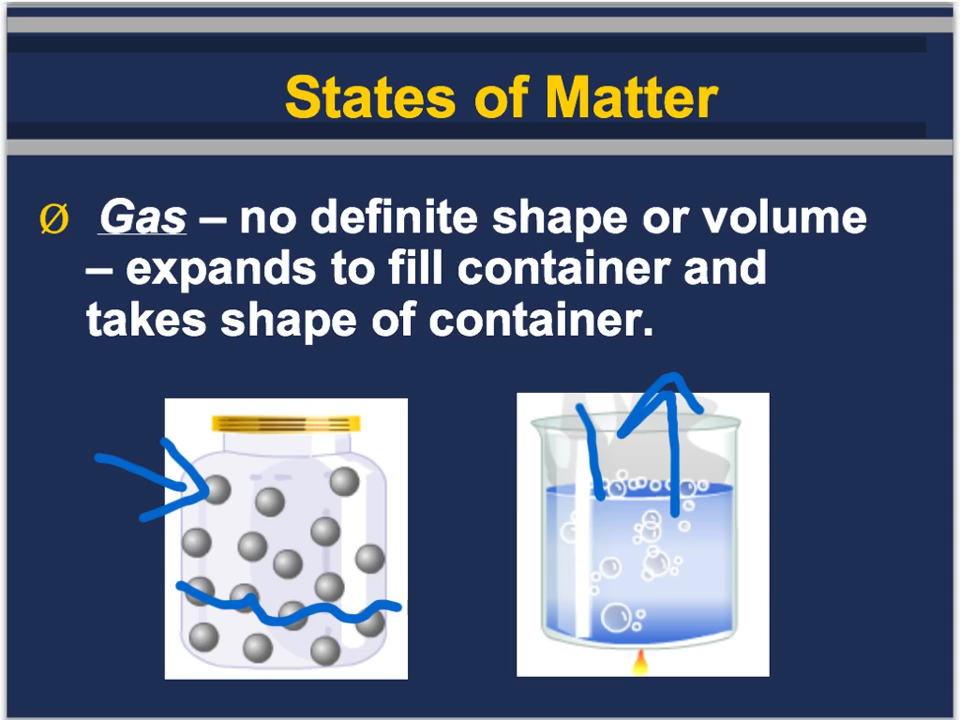 States of Matter
Ø Gas – no definite shape or volume
– expands to fill container and
takes shape of container.